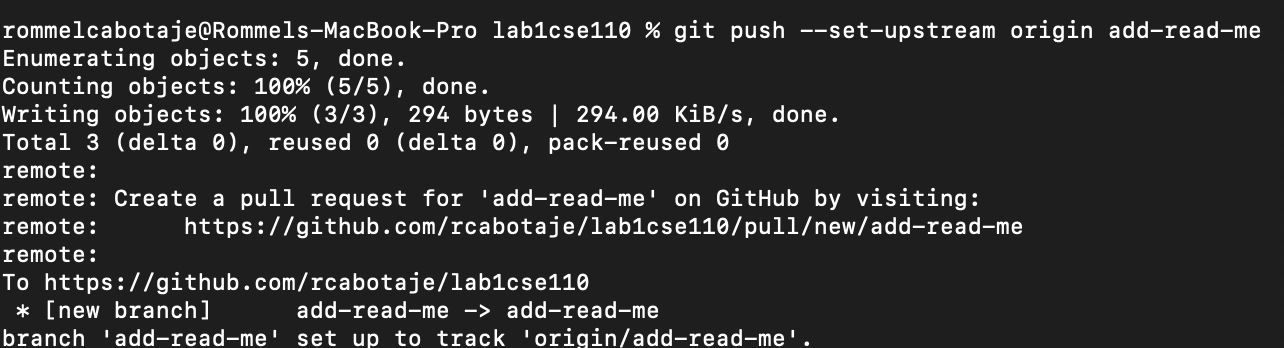 rommelcabotaje@Rommels-MacBook-Pro lab1cse110 % git push --set-upstream origin add-read-me
Enumerating objects: 5, done.
Counting objects: 100% (5/5), done.
Writing objects: 100% (3/3), 294 bytes | 294.00 KiB/s, done.
Total 3 (delta 0), reused 0 (delta 0), pack-reused 0
remote:
remote: Create a pull request for 'add-read-me' on GitHub by visiting:
remote:      https://github.com/rcabotaje/lab1cse110/pull/new/add-read-me
remote:
To https://github.com/rcabotaje/lab1cse110
 * [new branch]      add-read-me -> add-read-me
branch 'add-read-me' set up to track 'origin/add-read-me'.